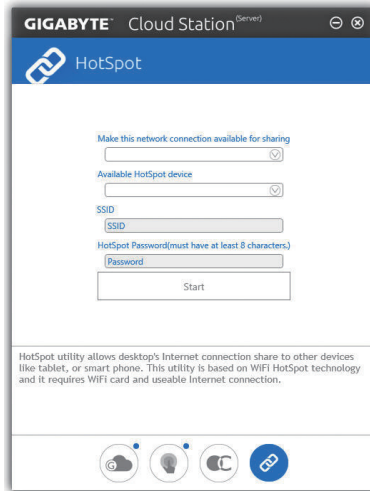 GIGABYTE™ Cloud Station (Server)
HotSpot
Make this network connection available for sharing
Available HotSpot device
SSID
SSID
HotSpot Password(must have at least 8 characters.)
Password
Start
HotSpot utility allows desktop's Internet connection share to other devices
like tablet, or smart phone. This utility is based on WiFi HotSpot technology
and it requires WiFi card and useable Internet connection.
G